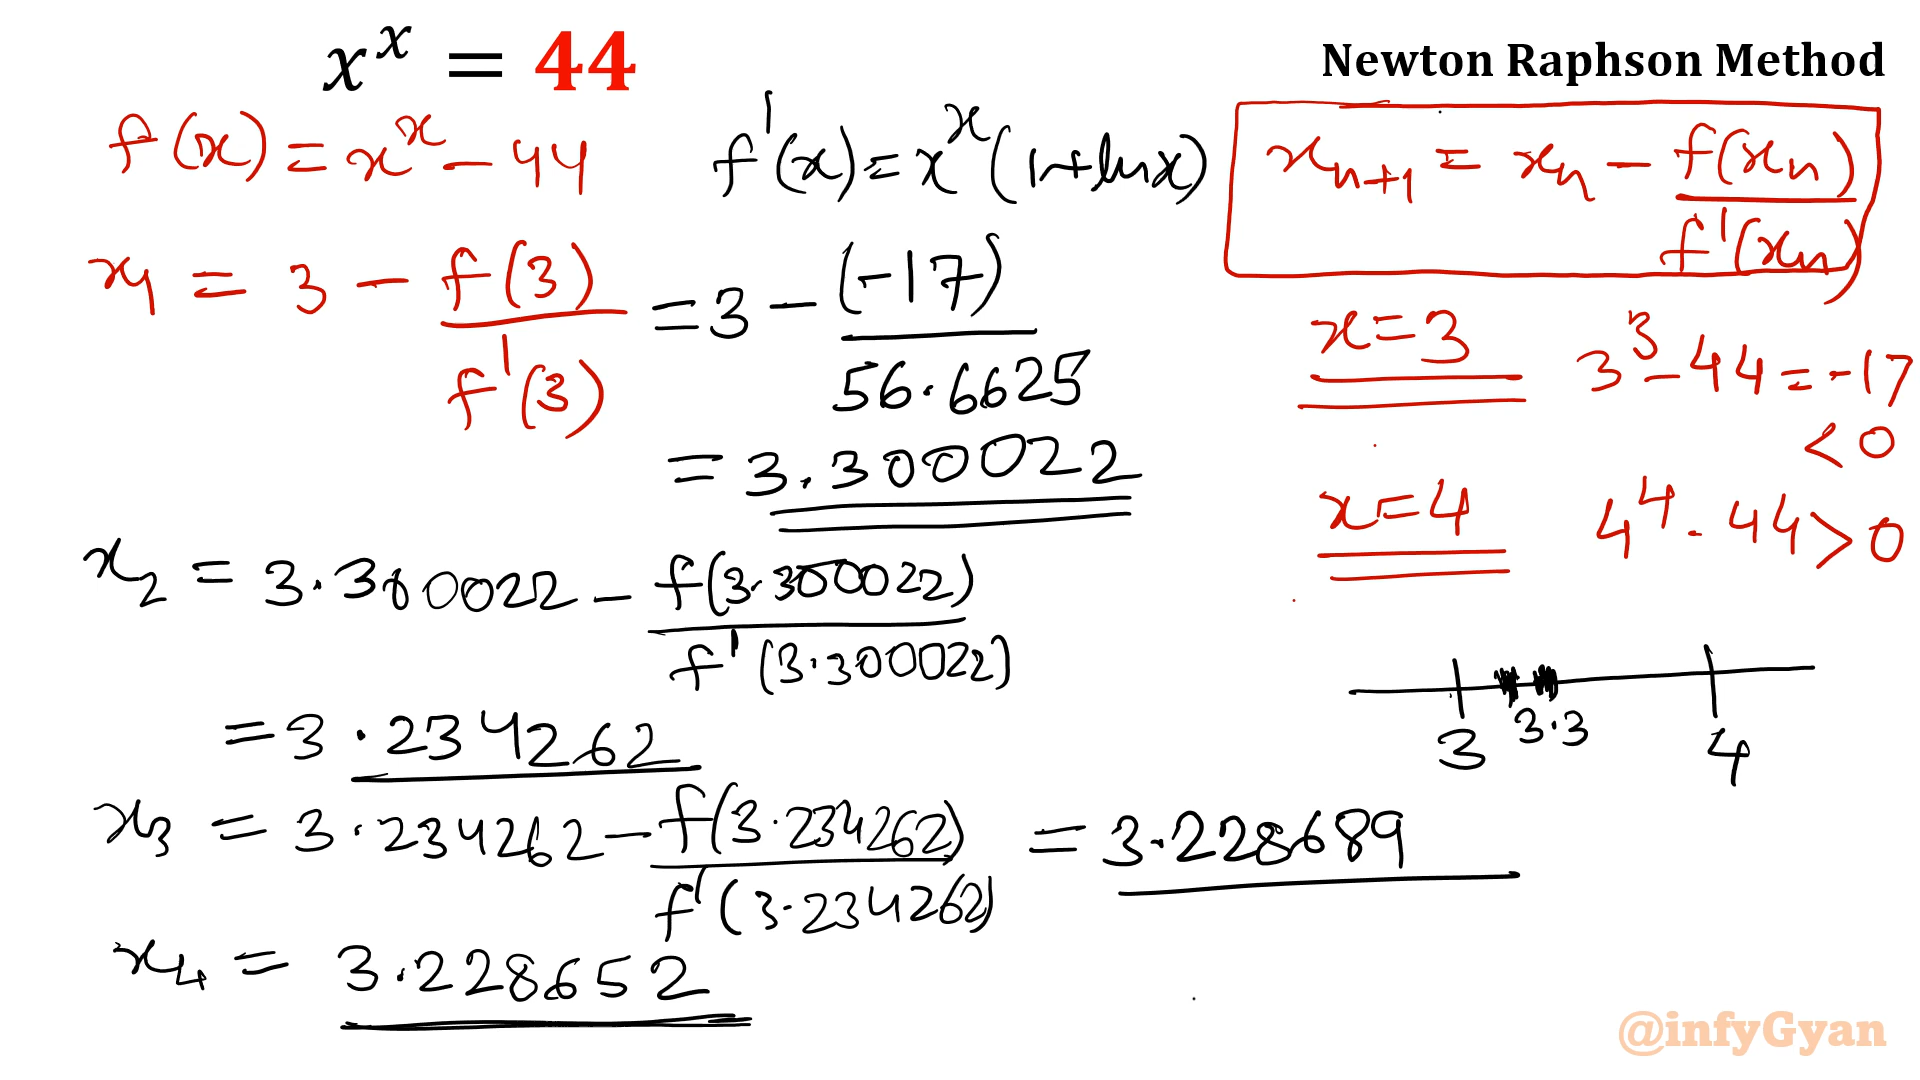 x^x = 44
Newton Raphson Method
f(x) = x^x - 44
f'(x) = x^x (1+lnx)
x_{n+1} = x_n - f(x_n) / f'(x_n)
x_1 = 3 - f(3) / f'(3) = 3 - (-17) / 56.6625
= 3.300022
x=3
3^3 - 44 = -17
< 0
x=4
4^4 - 44 > 0
x_2 = 3.300022 - f(3.300022) / f'(3.300022)
= 3.234262
3 3.3 4
x_3 = 3.234262 - f(3.234262) / f'(3.234262) = 3.228689
x_4 = 3.228652
@infyGyan